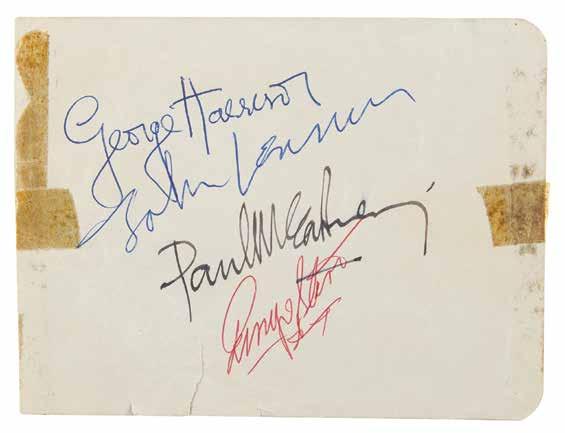 George Harrison
John Lennon
Paul McCartney
Ringo Starr